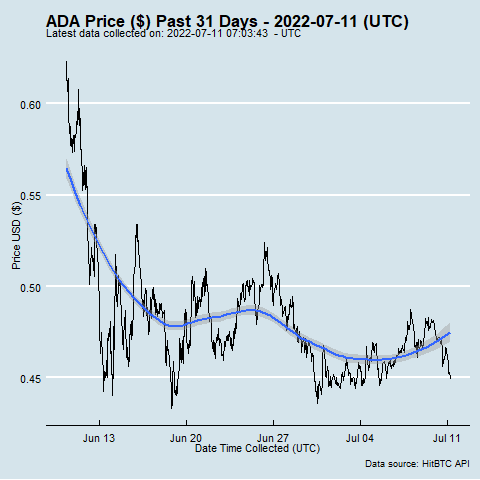 ADA Price ($) Past 31 Days - 2022-07-11 (UTC)
Latest data collected on: 2022-07-11 07:03:43 - UTC
0.60
0.55
0.50
0.45
Price USD ($)
Jun 13
Jun 20
Jun 27
Jul 04
Jul 11
Date Time Collected (UTC)
Data source: HitBTC API